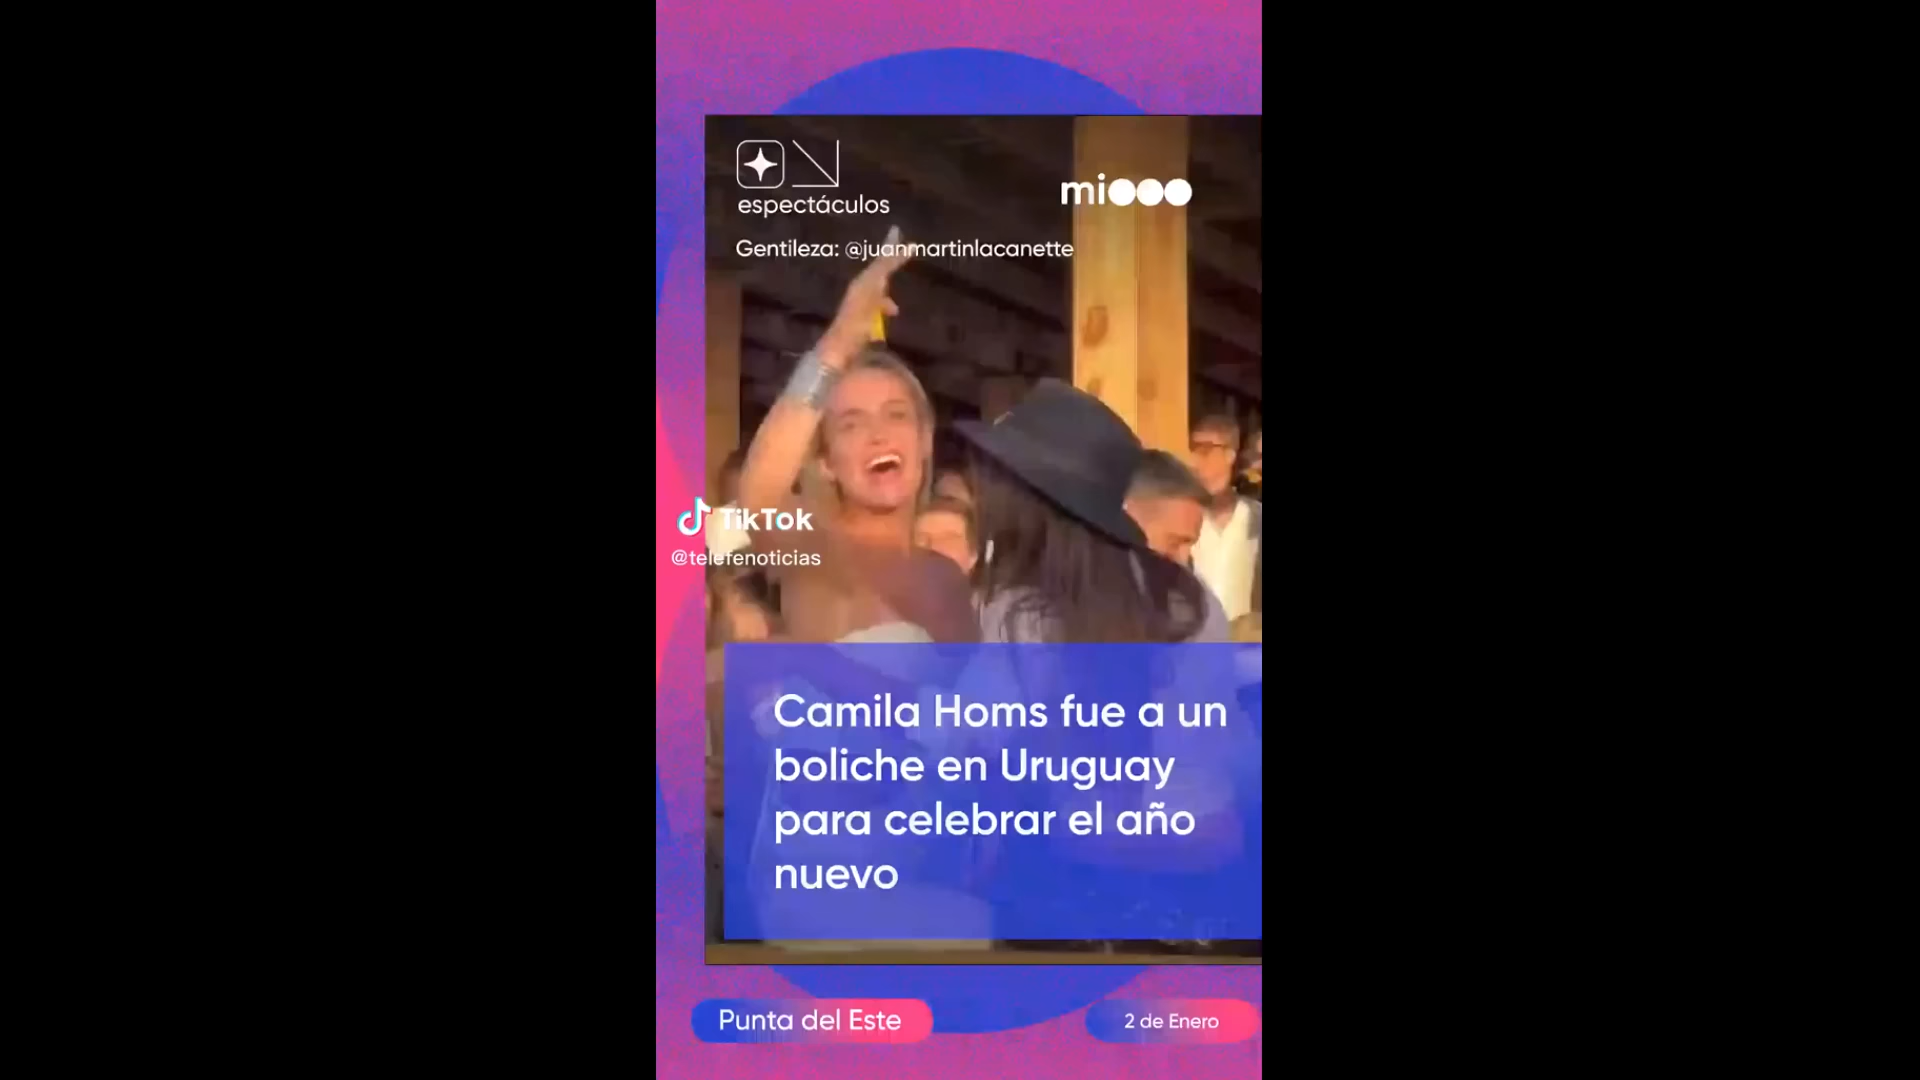 espectáculos
mi
Gentileza: @juanmartinlacanette
TikTok
@telefenoticias
Camila Homs fue a un
boliche en Uruguay
para celebrar el año
nuevo
Punta del Este
2 de Enero